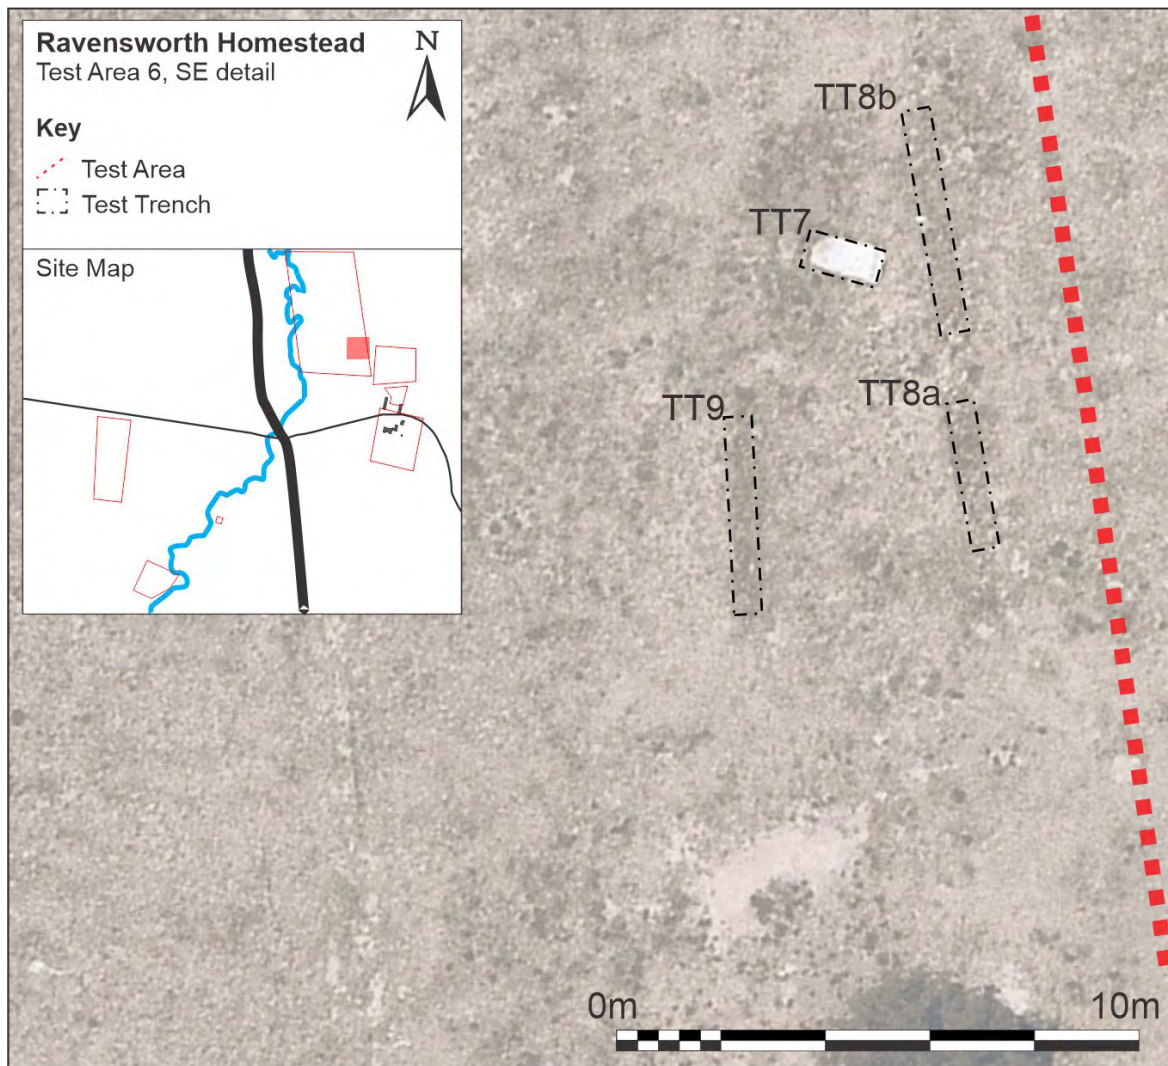 Ravensworth Homestead
Test Area 6, SE detail
N
Key
Test Area
Test Trench
Site Map
TT8b
TT7
TT9
TT8a
0m
10m